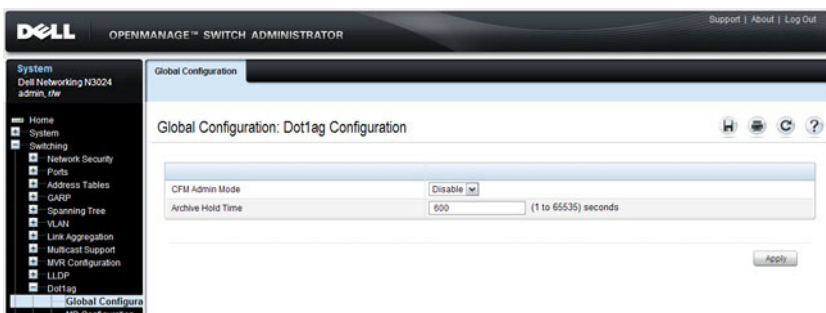 Support | About | Log Out
DELL OPENMANAGE™ SWITCH ADMINISTRATOR
System
Dell Networking N3024
admin, r/w
Global Configuration
Home
System
Switching
Network Security
Ports
Address Tables
GARP
Spanning Tree
VLAN
Link Aggregation
Multicast Support
MVR Configuration
LLDP
Dot1ag
Global Configura
Global Configuration: Dot1ag Configuration
?
CFM Admin Mode Disable
Archive Hold Time 600 (1 to 65535) seconds
Apply